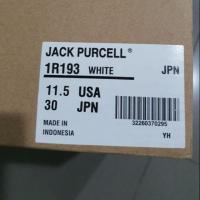 JACK PURCELL®
1R193 WHITE JPN
11.5 USA
30 JPN
MADE IN
INDONESIA
32260370295
YH